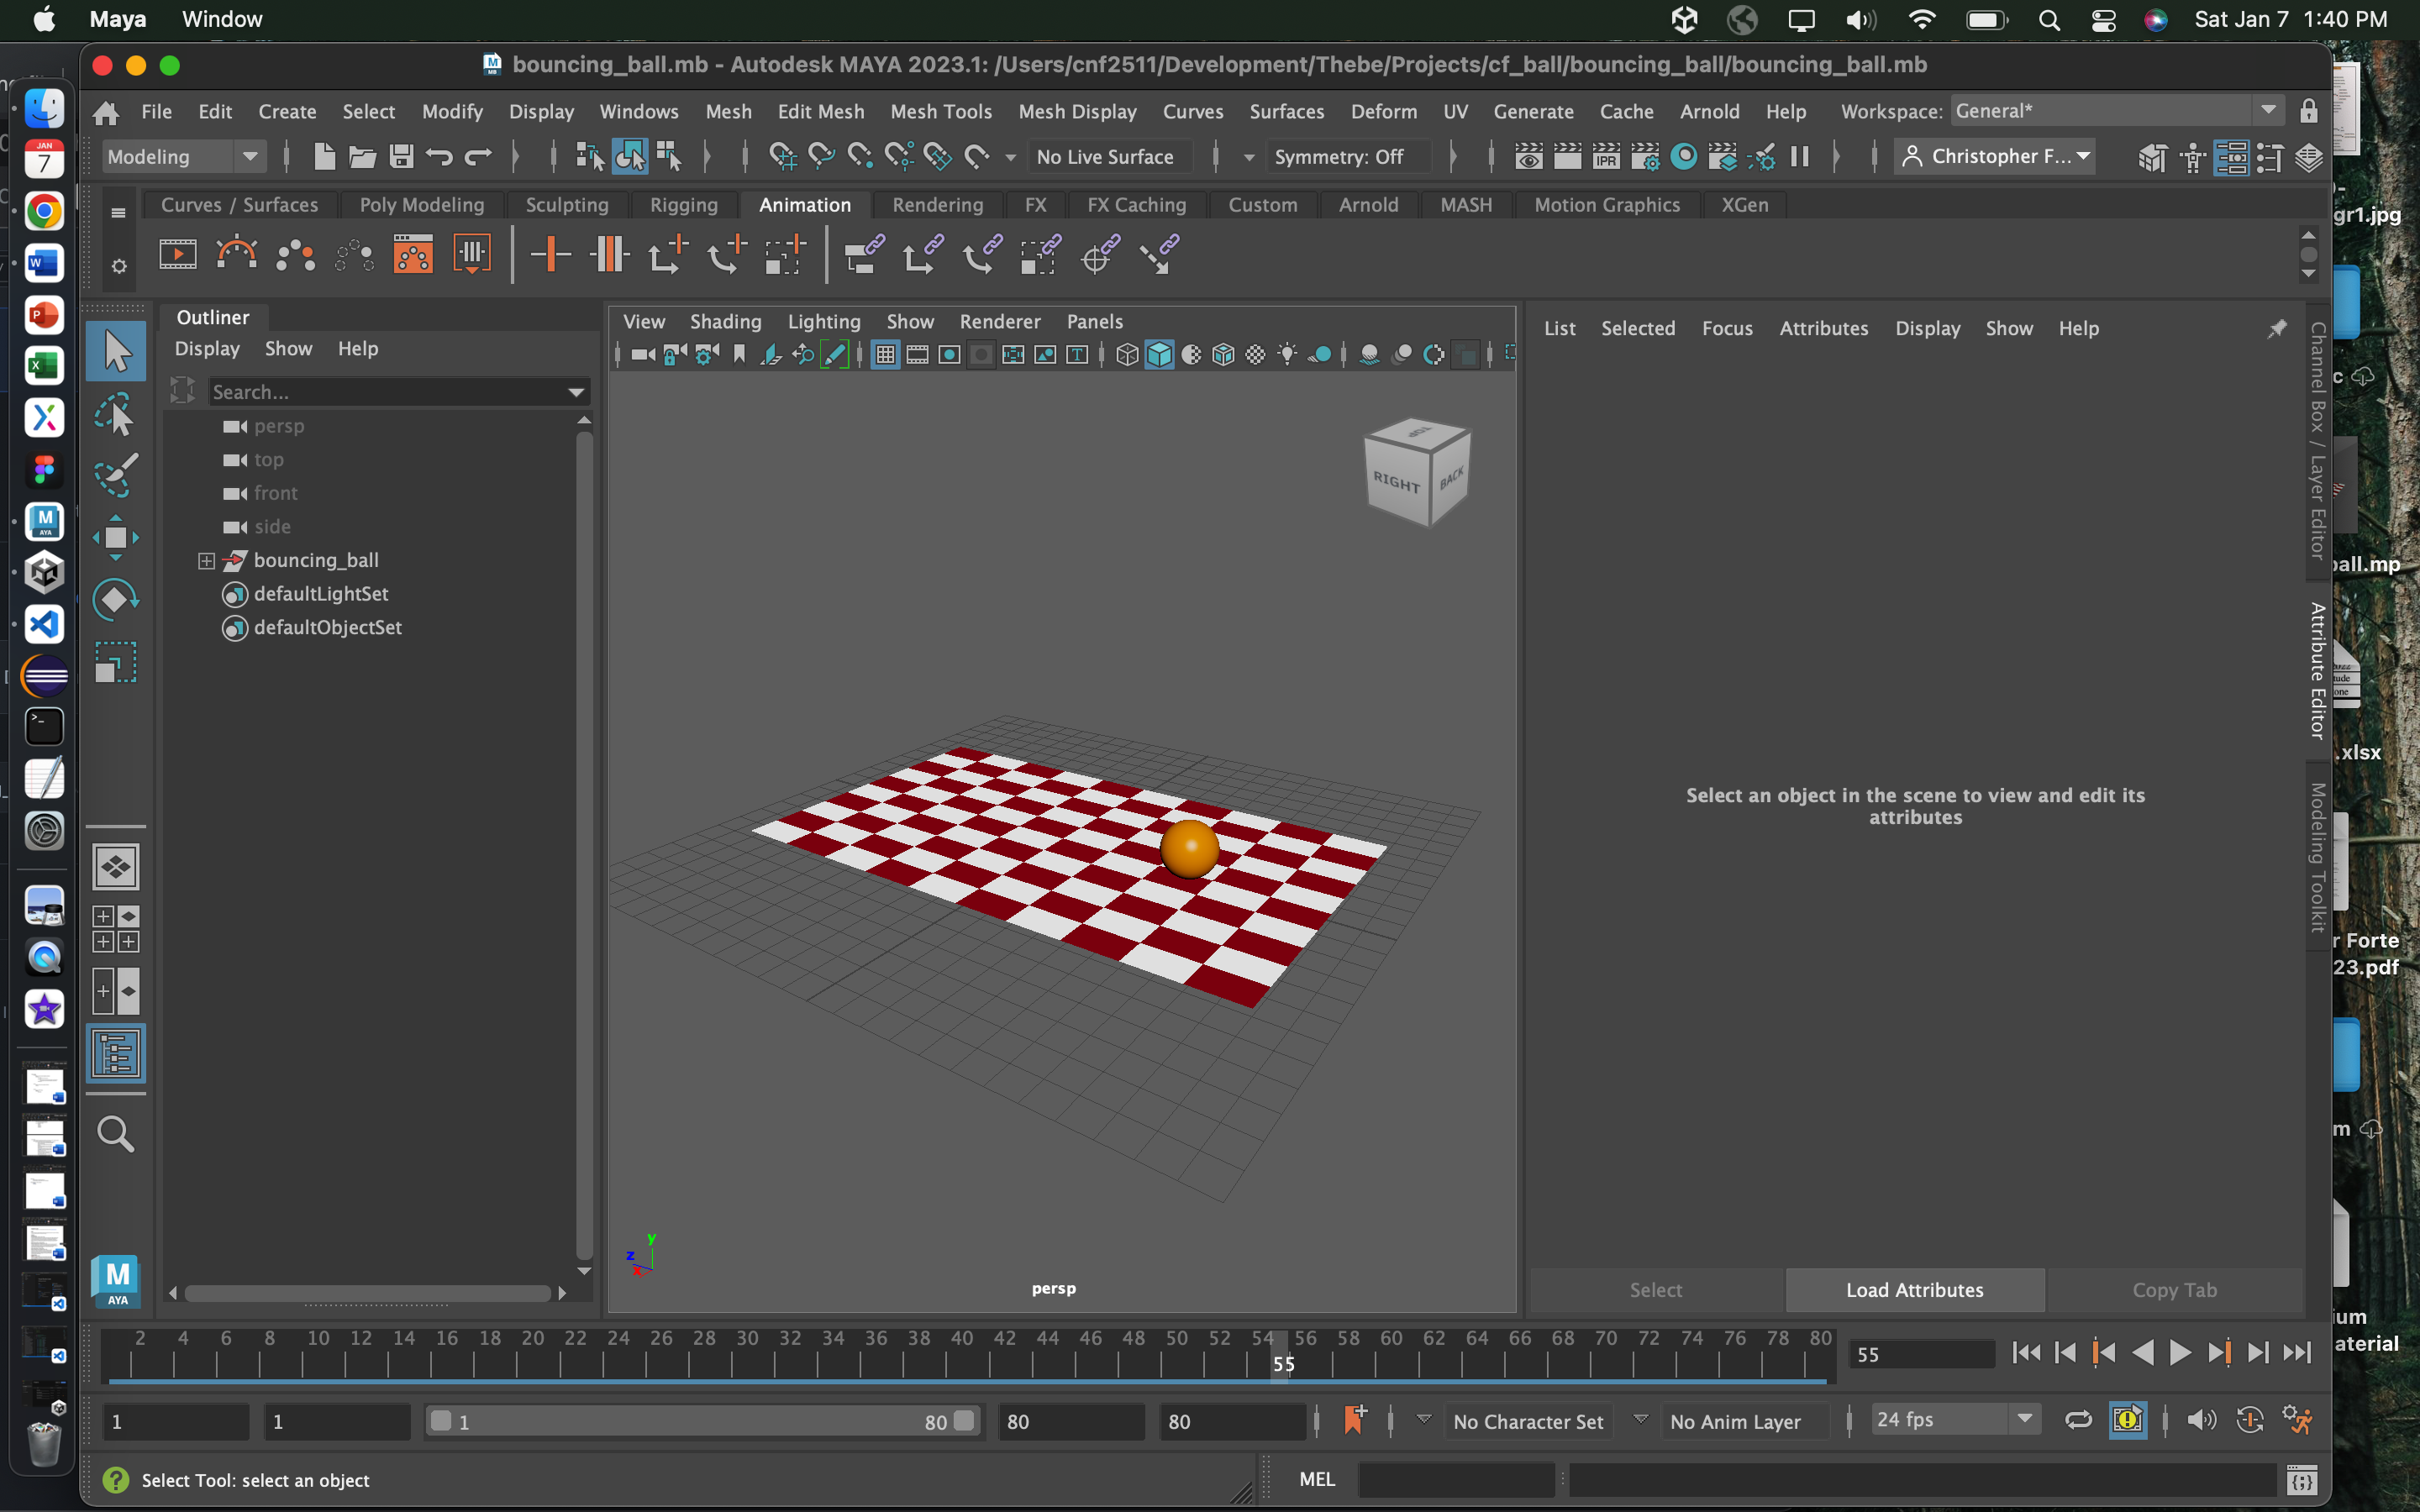 Maya Window Sat Jan 7 1:40 PM
bouncing_ball.mb - Autodesk MAYA 2023.1: /Users/cnf2511/Development/Thebe/Projects/cf_ball/bouncing_ball/bouncing_ball.mb
File Edit Create Select Modify Display Windows Mesh Edit Mesh Mesh Tools Mesh Display Curves Surfaces Deform UV Generate Cache Arnold Help Workspace: General*
Modeling No Live Surface Symmetry: Off IPR Christopher F...
Curves / Surfaces Poly Modeling Sculpting Rigging Animation Rendering FX FX Caching Custom Arnold MASH Motion Graphics XGen
gr1.jpg
Outliner
Display Show Help
Search...
persp
top
front
side
bouncing_ball
defaultLightSet
defaultObjectSet
View Shading Lighting Show Renderer Panels
TOP
RIGHT BACK
y
z
x
persp
List Selected Focus Attributes Display Show Help
Select an object in the scene to view and edit its
attributes
Select Load Attributes Copy Tab
Channel Box / Layer Editor
Attribute Editor
Modeling Toolkit
ball.mp
.xlsx
r Forte
23.pdf
m
ium
aterial
JAN
7
M
AYA
2 4 6 8 10 12 14 16 18 20 22 24 26 28 30 32 34 36 38 40 42 44 46 48 50 52 54 56 58 60 62 64 66 68 70 72 74 76 78 80
55 55
1 1 1 80 80 80 No Character Set No Anim Layer 24 fps
Select Tool: select an object MEL